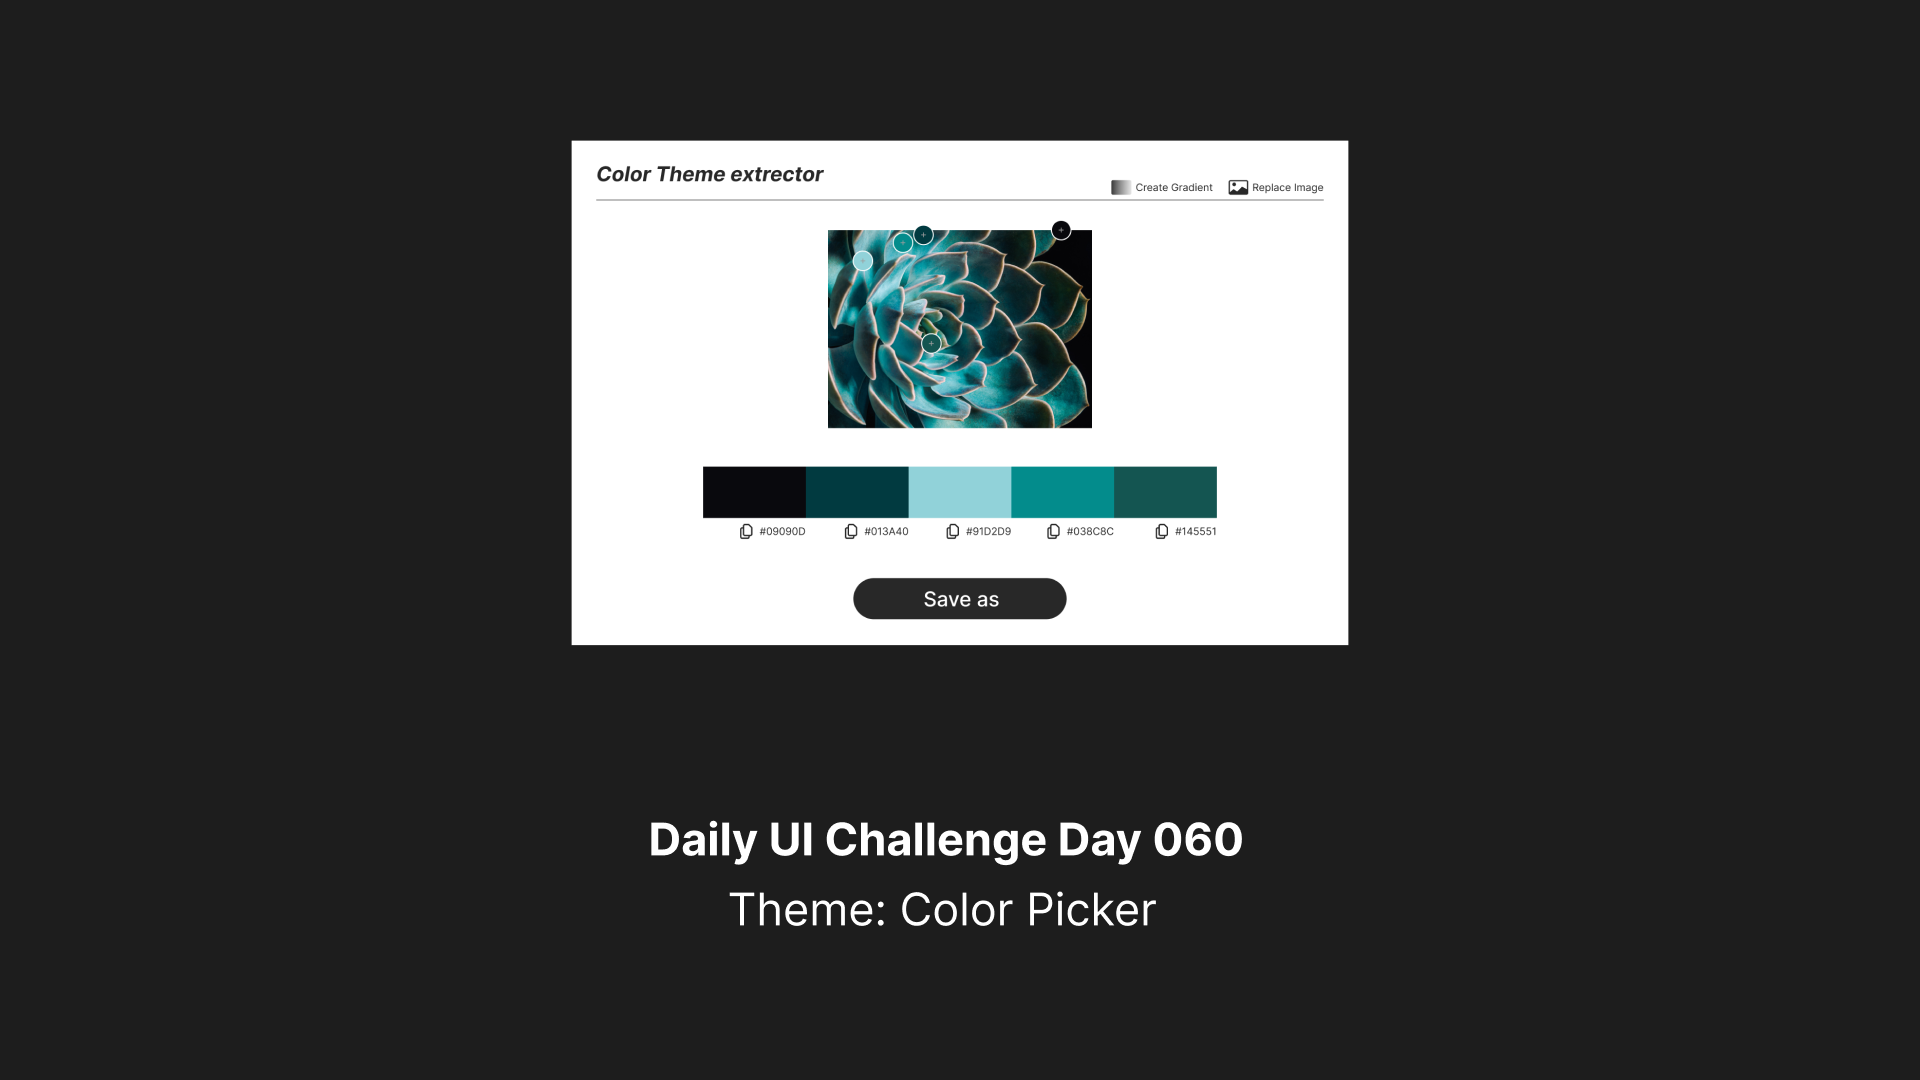 Color Theme extrector
Create Gradient
Replace Image
#09090D
#013A40
#91D2D9
#038C8C
#145551
Save as
Daily UI Challenge Day 060
Theme: Color Picker